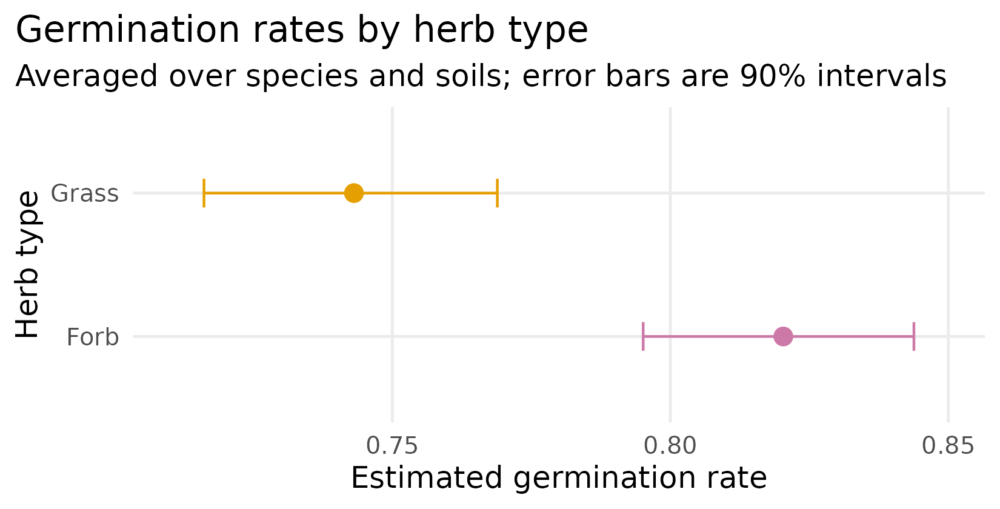 Germination rates by herb type
Averaged over species and soils; error bars are 90% intervals
Herb type
Grass
Forb
0.75 0.80 0.85
Estimated germination rate